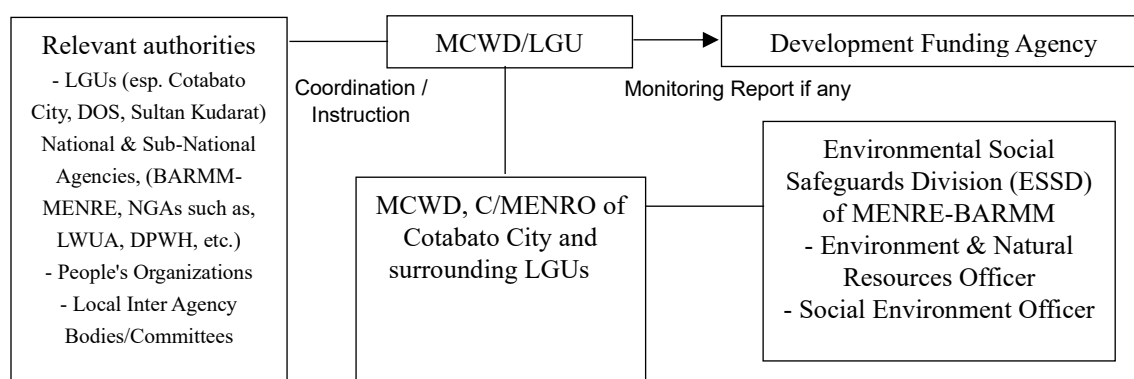 Relevant authorities
- LGUs (esp. Cotabato
City, DOS, Sultan Kudarat)
National & Sub-National
Agencies, (BARMM-
MENRE, NGAs such as,
LWUA, DPWH, etc.)
- People's Organizations
- Local Inter Agency
Bodies/Committees
Coordination /
Instruction
MCWD/LGU
Monitoring Report if any
Development Funding Agency
MCWD, C/MENRO of
Cotabato City and
surrounding LGUs
Environmental Social
Safeguards Division (ESSD)
of MENRE-BARMM
- Environment & Natural
Resources Officer
- Social Environment Officer